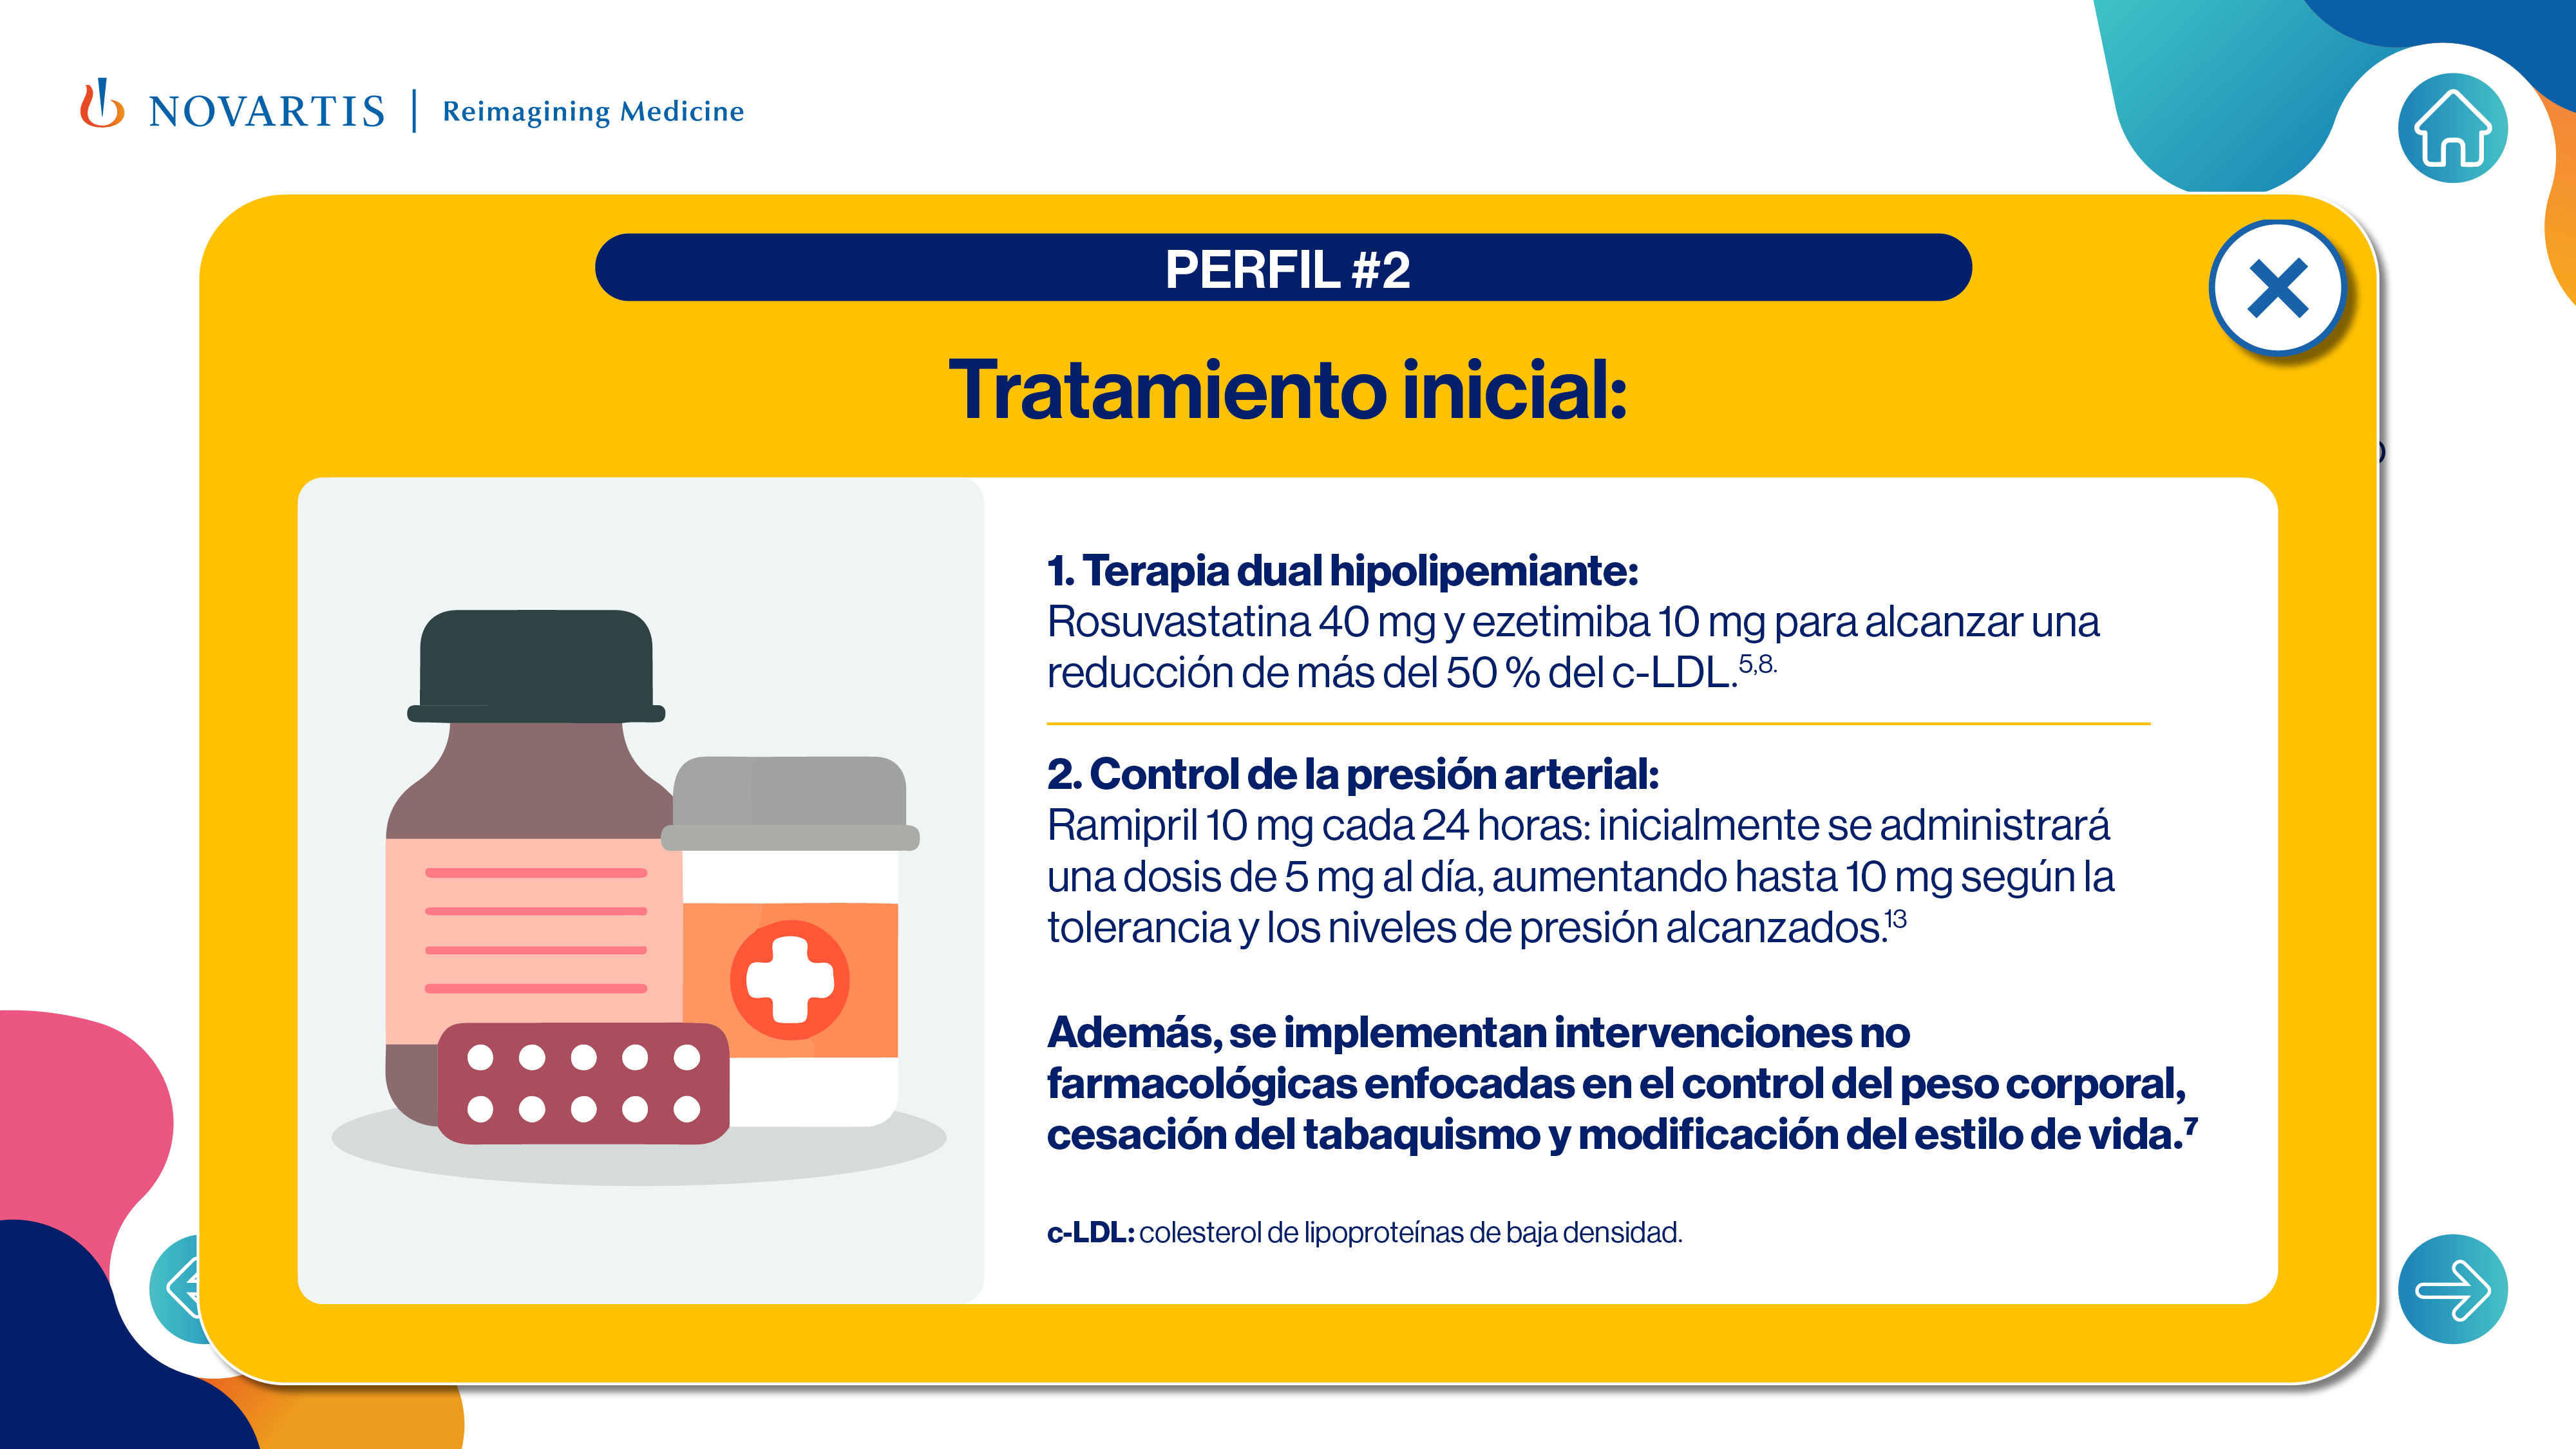 NOVARTIS | Reimagining Medicine
PERFIL #2
Tratamiento inicial:
1. Terapia dual hipolipemiante:
Rosuvastatina 40 mg y ezetimiba 10 mg para alcanzar una
reducción de más del 50 % del c-LDL.5,8.
2. Control de la presión arterial:
Ramipril 10 mg cada 24 horas: inicialmente se administrará
una dosis de 5 mg al día, aumentando hasta 10 mg según la
tolerancia y los niveles de presión alcanzados.13
Además, se implementan intervenciones no
farmacológicas enfocadas en el control del peso corporal,
cesación del tabaquismo y modificación del estilo de vida.7
c-LDL: colesterol de lipoproteínas de baja densidad.